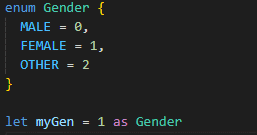 enum Gender {
  MALE = 0,
  FEMALE = 1,
  OTHER = 2
}
let myGen = 1 as Gender